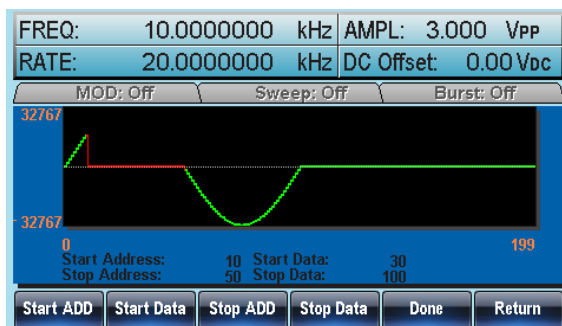 FREQ: 10.0000000 kHz AMPL: 3.000 VPP
RATE: 20.0000000 kHz DC Offset: 0.00 VDC
MOD: Off Sweep: Off Burst: Off
32767
- 32767
0 199
Start Address: 10 Start Data: 30
Stop Address: 50 Stop Data: 100
Start ADD Start Data Stop ADD Stop Data Done Return